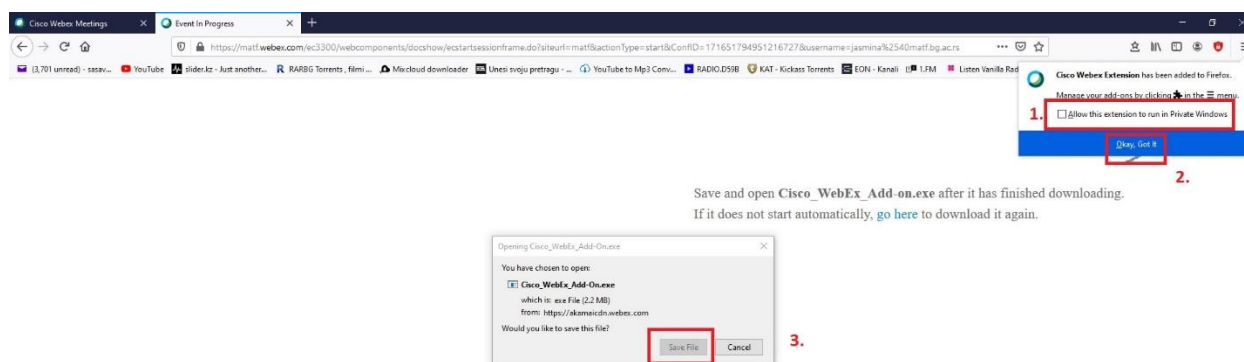 Cisco Webex Meetings
Event In Progress
https://matf.webex.com/ec3300/webcomponents/docshow/ecstartsessionframe.do?siteurl=matf&actionType=start&ConfID=171651794951216727&username=jasmina%2540matf.bg.ac.rs
(3,701 unread) - sasav... YouTube slider.kz - Just another... RARBG Torrents , filmi ... Mixcloud downloader Unesi svoju pretragu - ... YouTube to Mp3 Conv... RADIO.D59B KAT - Kickass Torrents EON - Kanali 1.FM Listen Vanilla Rad
Cisco Webex Extension has been added to Firefox.
Manage your add-ons by clicking in the menu.
1. Allow this extension to run in Private Windows
Okay, Got It
2.
Save and open Cisco_WebEx_Add-on.exe after it has finished downloading.
If it does not start automatically, go here to download it again.
Opening Cisco_WebEx_Add-On.exe
You have chosen to open:
Cisco_WebEx_Add-On.exe
which is: exe File (2.2 MB)
from: https://akamaicdn.webex.com
Would you like to save this file?
Save File Cancel 3.